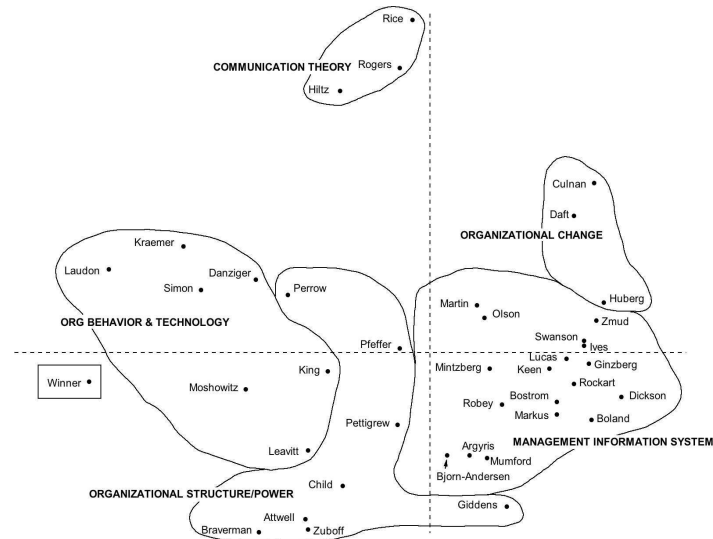 Rice
COMMUNICATION THEORY
Rogers
Hiltz
Culnan
Daft
ORGANIZATIONAL CHANGE
Kraemer
Laudon
Danziger
Simon
Perrow
Huberg
Martin
Olson
Zmud
ORG BEHAVIOR & TECHNOLOGY
Swanson
Pfeffer
Ives
Lucas
Ginzberg
King
Mintzberg
Keen
Winner
Rockart
Moshowitz
Bostrom
Dickson
Robey
Markus
Boland
Pettigrew
MANAGEMENT INFORMATION SYSTEM
Leavitt
Argyris
Mumford
Bjorn-Andersen
Child
ORGANIZATIONAL STRUCTURE/POWER
Giddens
Attwell
Braverman
Zuboff